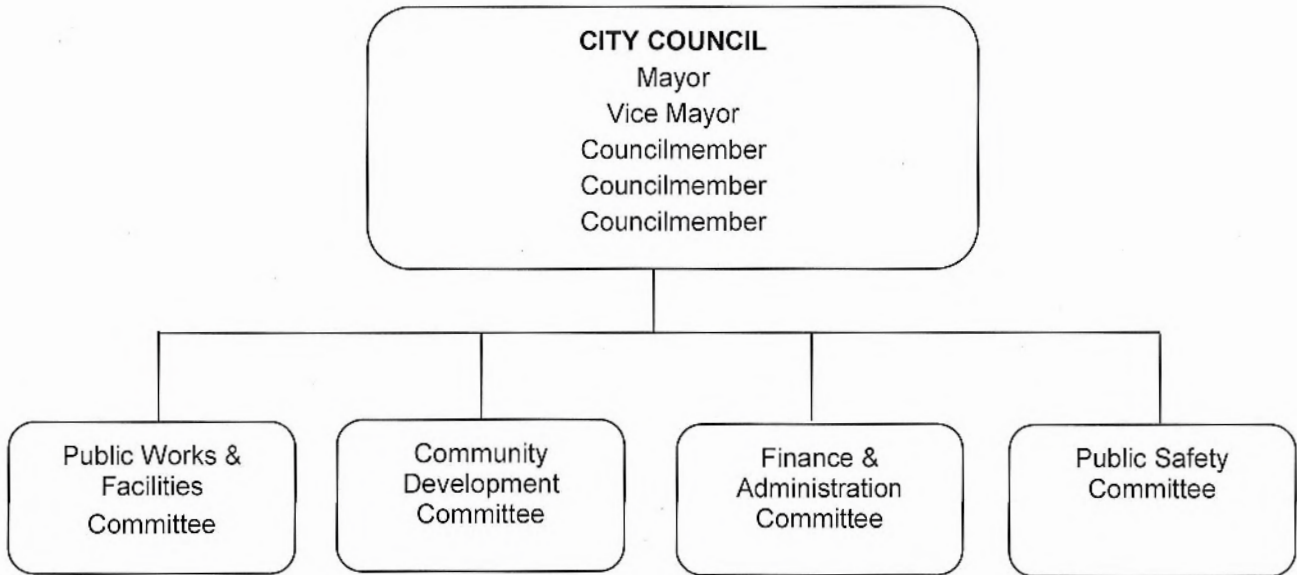 CITY COUNCIL
Mayor
Vice Mayor
Councilmember
Councilmember
Councilmember
Public Works &
Facilities
Committee
Community
Development
Committee
Finance &
Administration
Committee
Public Safety
Committee